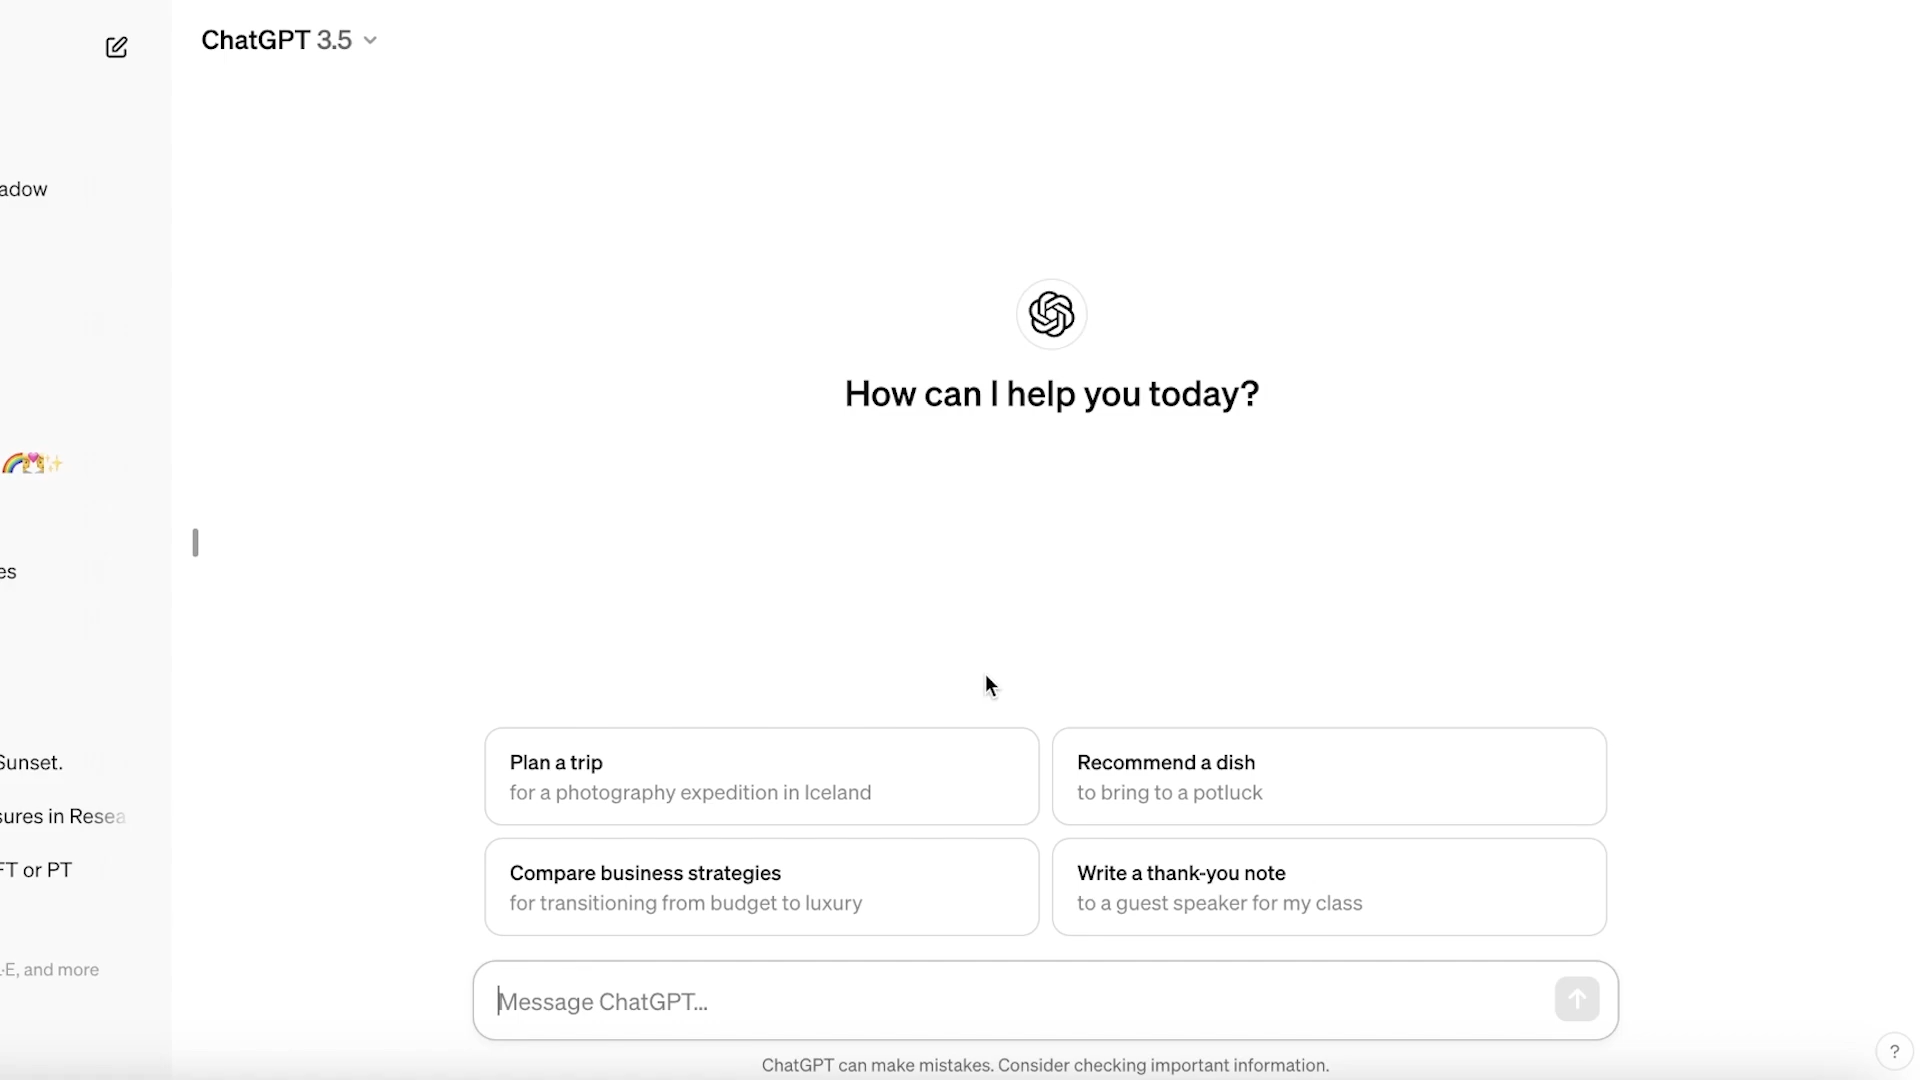 ChatGPT 3.5
adow
es
Sunset.
sures in Resea
FT or PT
-E, and more
How can I help you today?
Plan a trip
for a photography expedition in Iceland
Recommend a dish
to bring to a potluck
Compare business strategies
for transitioning from budget to luxury
Write a thank-you note
to a guest speaker for my class
Message ChatGPT...
ChatGPT can make mistakes. Consider checking important information.
?